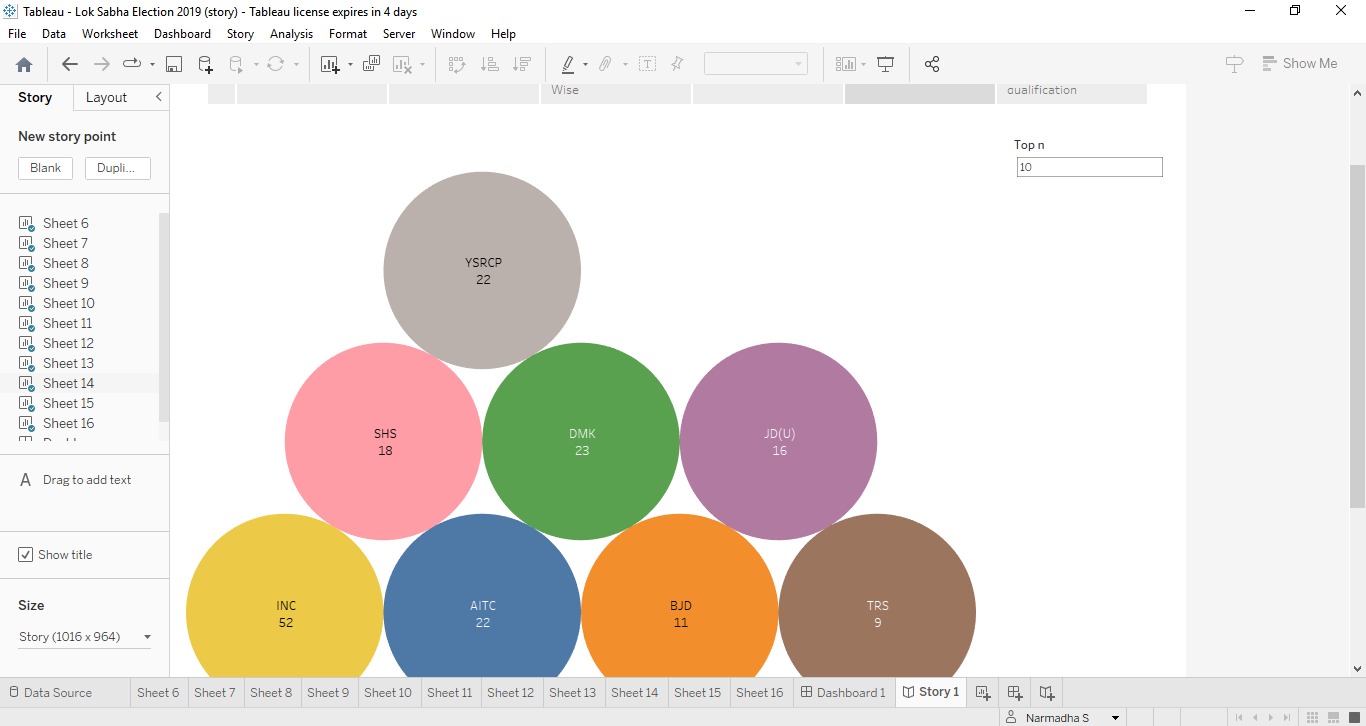 Tableau - Lok Sabha Election 2019 (story) - Tableau license expires in 4 days
File Data Worksheet Dashboard Story Analysis Format Server Window Help
Show Me
Story Layout
Wise
qualification
New story point
Blank Dupli...
Top n
10
Sheet 6
Sheet 7
Sheet 8
Sheet 9
Sheet 10
Sheet 11
Sheet 12
Sheet 13
Sheet 14
Sheet 15
Sheet 16
YSRCP
22
SHS
18
DMK
23
JD(U)
16
INC
52
AITC
22
BJD
11
TRS
9
A Drag to add text
Show title
Size
Story (1016 x 964)
Data Source Sheet 6 Sheet 7 Sheet 8 Sheet 9 Sheet 10 Sheet 11 Sheet 12 Sheet 13 Sheet 14 Sheet 15 Sheet 16 Dashboard 1 Story 1
Narmadha S